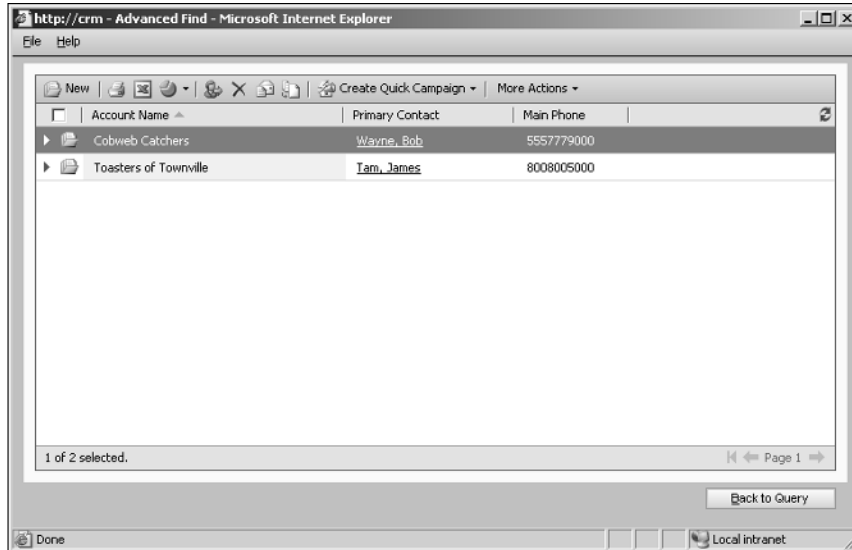 http://crm - Advanced Find - Microsoft Internet Explorer
File Help
New Create Quick Campaign More Actions
Account Name Primary Contact Main Phone
Cobweb Catchers Wayne, Bob 5557779000
Toasters of Townville Tam, James 8008005000
1 of 2 selected. Page 1
Back to Query
Done Local intranet